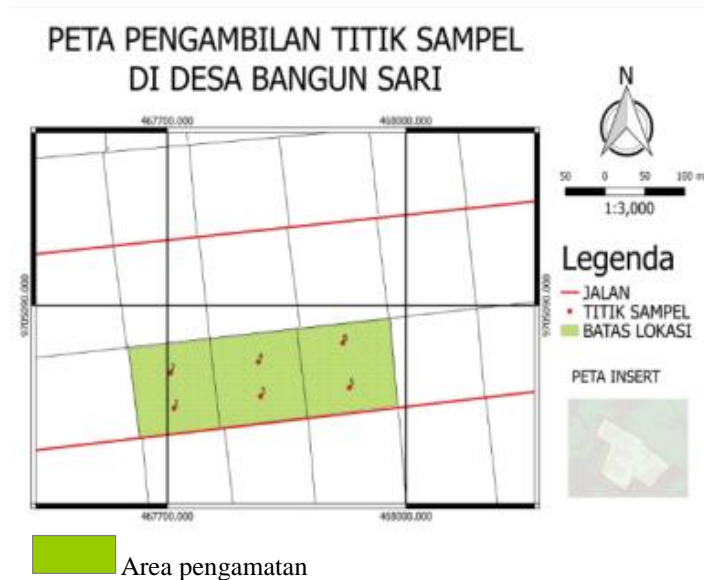 PETA PENGAMBILAN TITIK SAMPEL
DI DESA BANGUN SARI
N
467700.000
468000.000
50 0 50 100 m
1:3,000
9705090.000
9705090.000
Legenda
JALAN
TITIK SAMPEL
BATAS LOKASI
PETA INSERT
467700.000
468000.000
Area pengamatan